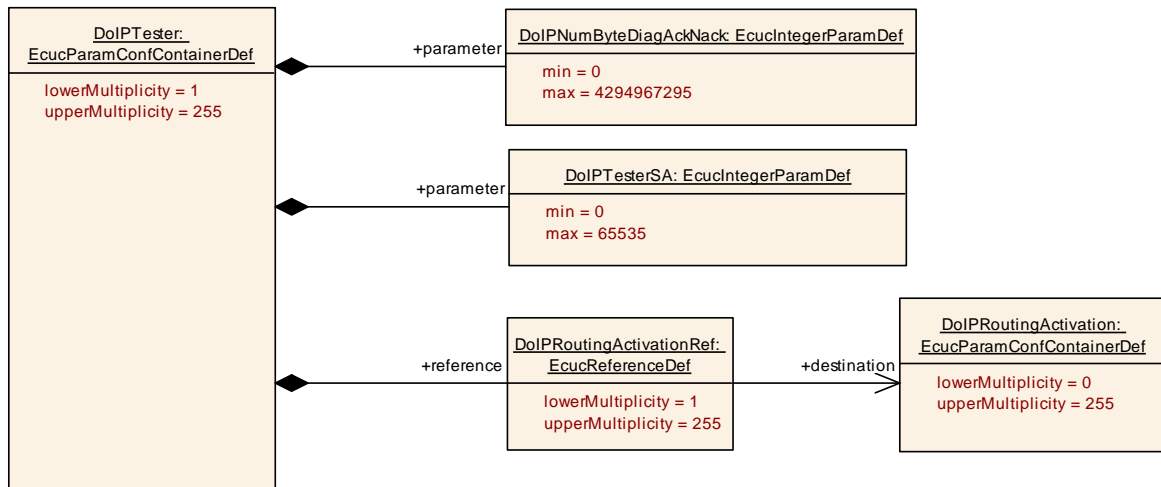 DoIPTester:
EcucParamConfContainerDef
lowerMultiplicity = 1
upperMultiplicity = 255
+parameter
DoIPNumByteDiagAckNack: EcucIntegerParamDef
min = 0
max = 4294967295
+parameter
DoIPTesterSA: EcucIntegerParamDef
min = 0
max = 65535
+reference
DoIPRoutingActivationRef:
EcucReferenceDef
lowerMultiplicity = 1
upperMultiplicity = 255
+destination
DoIPRoutingActivation:
EcucParamConfContainerDef
lowerMultiplicity = 0
upperMultiplicity = 255